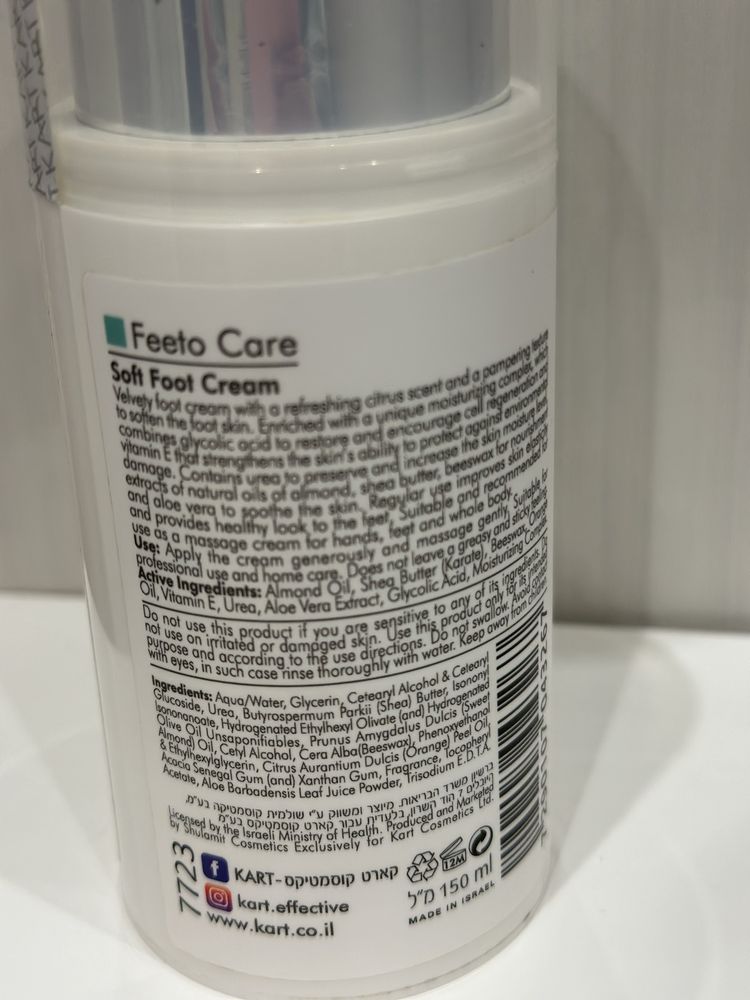 Feeto Care
Soft Foot Cream
Velvety foot cream with a refreshing citrus scent and a pampering texture
to soften the foot skin. Enriched with a unique moisturizing complex, which
combines glycolic acid to restore and encourage cell regeneration and
vitamin E that strengthens the skin's ability to protect against environmental
damage. Contains urea to preserve and increase the skin moisture level,
extracts of natural oils of almond, shea butter, beeswax for nourishment
and aloe vera to soothe the skin. Regular use improves skin elasticity
and provides healthy look to the feet. Suitable and recommended for
use as a massage cream for hands, feet and whole body.
Use: Apply the cream generously and massage gently. Suitable for
professional use and home care. Does not leave a greasy and sticky feeling
Active Ingredients: Almond Oil, Shea Butter (Karate), Beeswax, Orange
Oil, Vitamin E, Urea, Aloe Vera Extract, Glycolic Acid, Moisturizing Complex.
Do not use this product if you are sensitive to any of its ingredients. Do
not use on irritated or damaged skin. Use this product only for its intended
purpose and according to the use directions. Do not swallow. Avoid contact
with eyes, in such case rinse thoroughly with water. Keep away from children.
Ingredients: Aqua/Water, Glycerin, Cetearyl Alcohol & Cetearyl
Glucoside, Urea, Butyrospermum Parkii (Shea) Butter, Isononyl
Isononanoate, Hydrogenated Ethylhexyl Olivate (and) Hydrogenated
Olive Oil Unsaponifiables, Prunus Amygdalus Dulcis (Sweet
Almond) Oil, Cetyl Alcohol, Cera Alba(Beeswax), Phenoxyethanol
& Ethylhexylglycerin, Citrus Aurantium Dulcis (Orange) Peel Oil,
Acacia Senegal Gum (and) Xanthan Gum, Fragrance, Tocopheryl
Acetate, Aloe Barbadensis Leaf Juice Powder, Trisodium E.D.T.A.
ברשיון משרד הבריאות. מיוצר ומשווק ע"י שולמית קוסמטיקה בע"מ,
היובלים 7 הוד השרון, בלעדית עבור קארט קוסמטיקס בע"מ
Licensed by the Israeli Ministry of Health. Produced and Marketed
by Shulamit Cosmetics Exclusively for Kart Cosmetics Ltd.
7723
KART-קארט קוסמטיקס
kart.effective
www.kart.co.il
12M
150 מ"ל ml
MADE IN ISRAEL